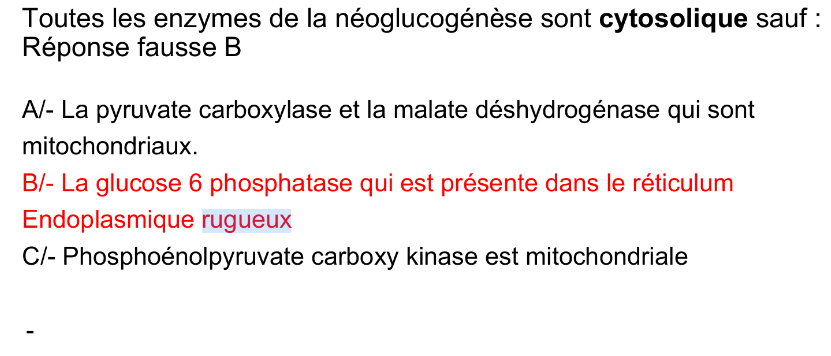 Toutes les enzymes de la néoglucogénèse sont cytosolique sauf :
Réponse fausse B
A/- La pyruvate carboxylase et la malate déshydrogénase qui sont
mitochondriaux.
B/- La glucose 6 phosphatase qui est présente dans le réticulum
Endoplasmique rugueux
C/- Phosphoénolpyruvate carboxy kinase est mitochondriale
-